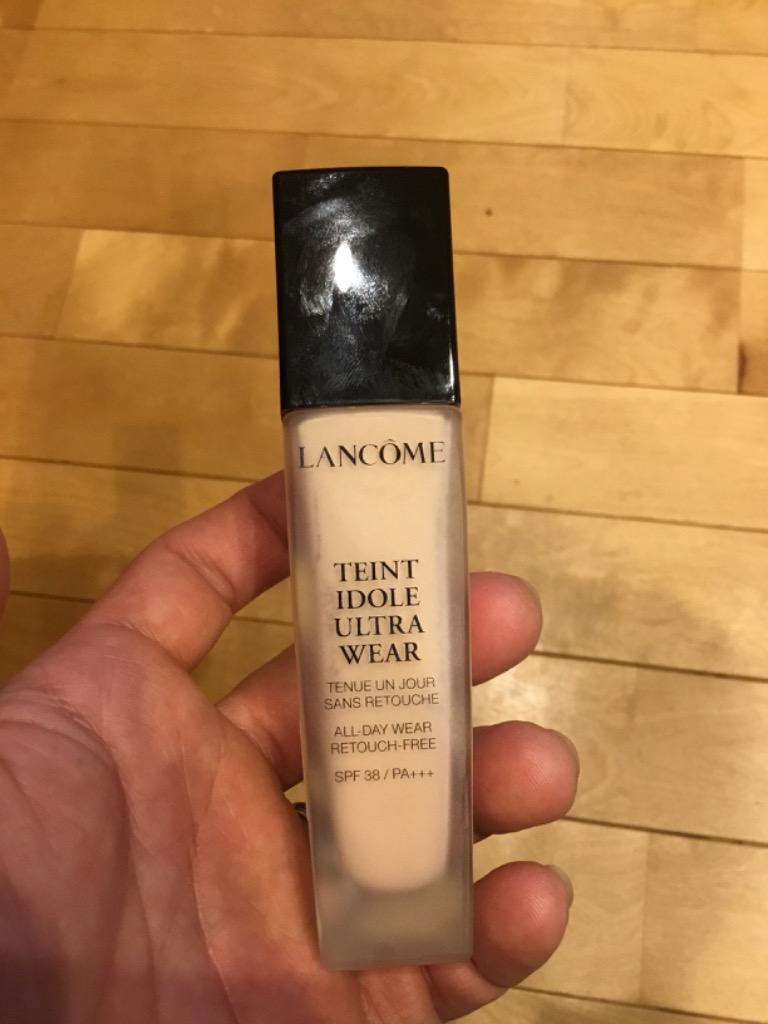 LANCÔME
TEINT
IDOLE
ULTRA
WEAR
TENUE UN JOUR
SANS RETOUCHE
ALL-DAY WEAR
RETOUCH-FREE
SPF 38 / PA+++